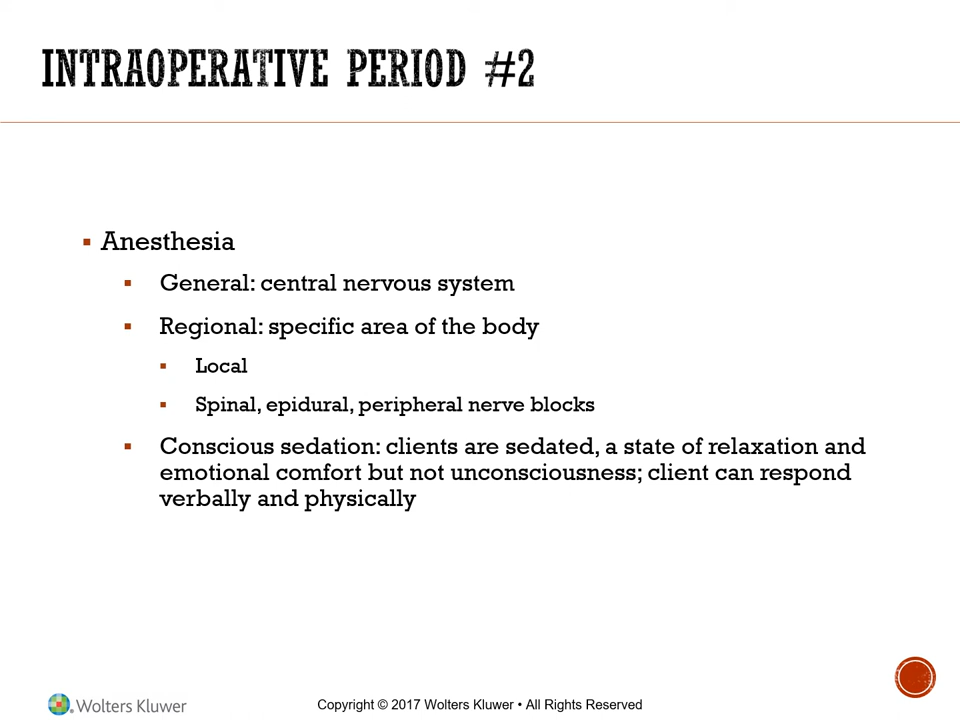 INTRAOPERATIVE PERIOD #2
▪ Anesthesia
▪ General: central nervous system
▪ Regional: specific area of the body
▪ Local
▪ Spinal, epidural, peripheral nerve blocks
▪ Conscious sedation: clients are sedated, a state of relaxation and
emotional comfort but not unconsciousness; client can respond
verbally and physically
Wolters Kluwer
Copyright © 2017 Wolters Kluwer • All Rights Reserved